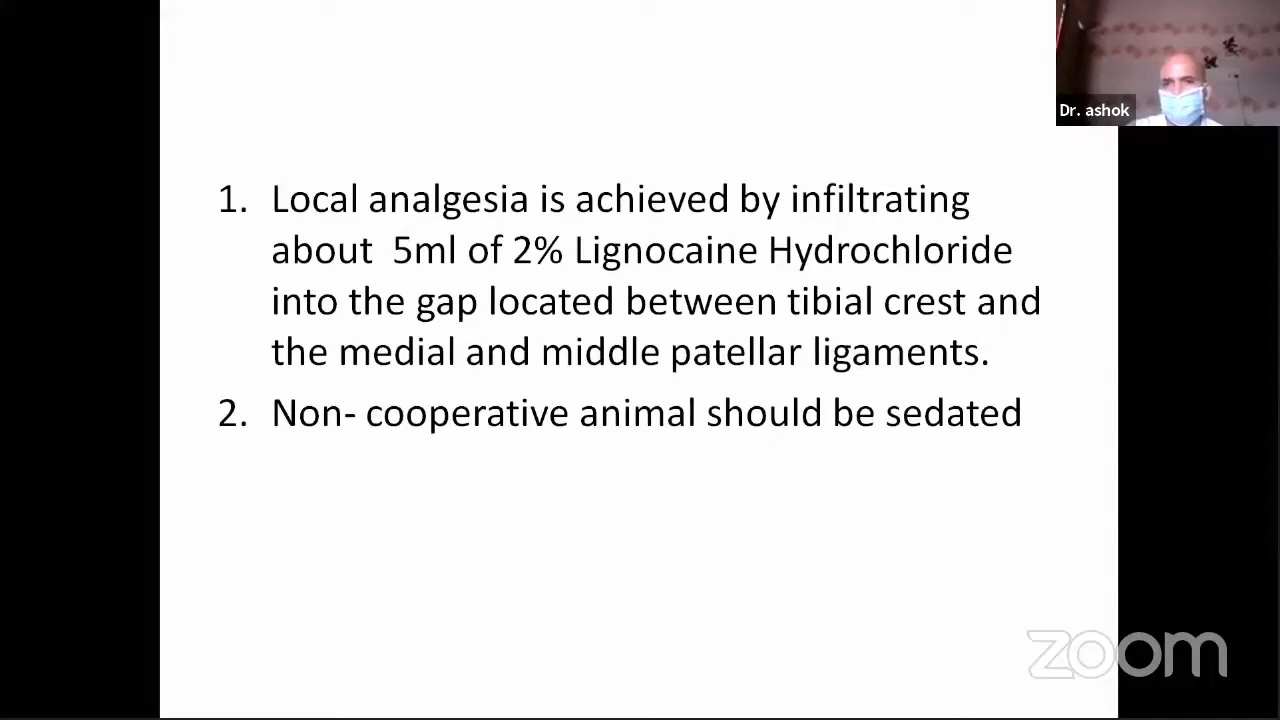 Dr. ashok
1. Local analgesia is achieved by infiltrating
about  5ml of 2% Lignocaine Hydrochloride
into the gap located between tibial crest and
the medial and middle patellar ligaments.
2. Non- cooperative animal should be sedated
zoom